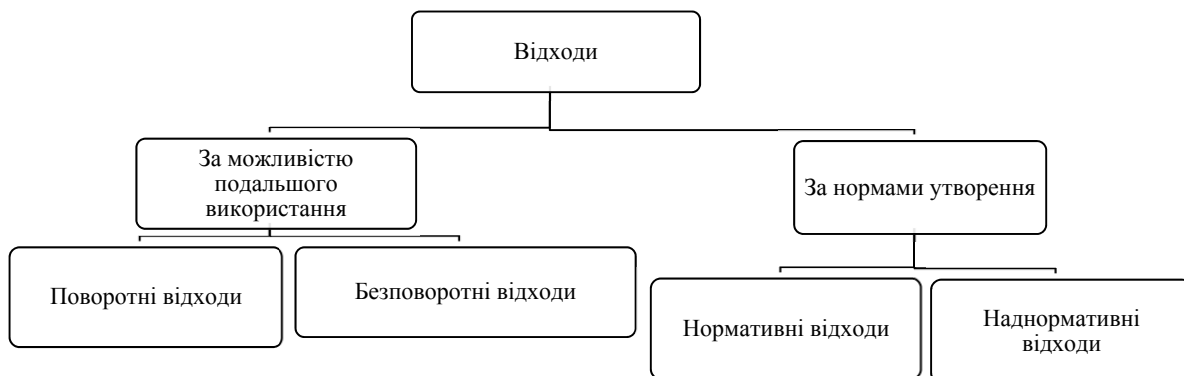 Відходи
За можливістю
подальшого
використання
За нормами утворення
Поворотні відходи
Безповоротні відходи
Нормативні відходи
Наднормативні
відходи